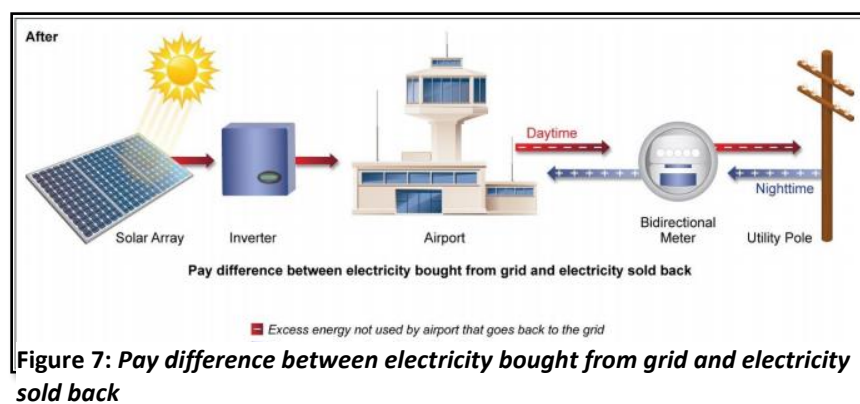 After
Daytime
Nighttime
Solar Array
Inverter
Airport
Bidirectional
Meter
Utility Pole
Pay difference between electricity bought from grid and electricity sold back
Excess energy not used by airport that goes back to the grid
Figure 7: Pay difference between electricity bought from grid and electricity
sold back